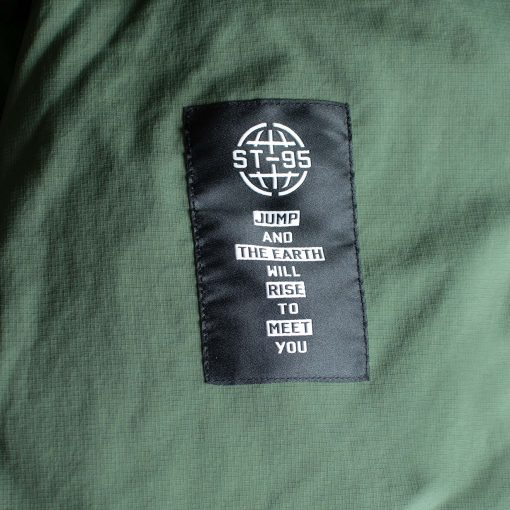 ST-95
JUMP
AND
THE EARTH
WILL
RISE
TO
MEET
YOU